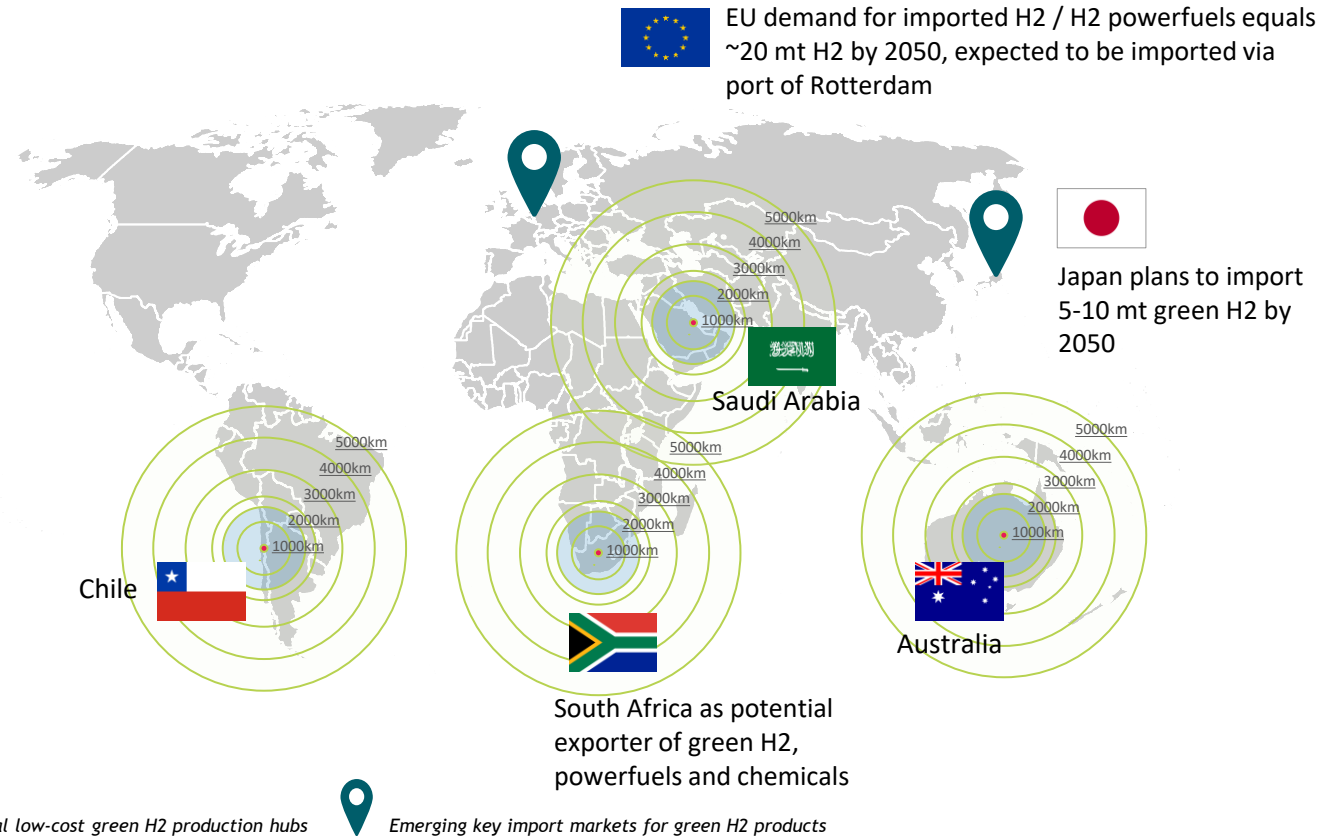 EU demand for imported H2 / H2 powerfuels equals
~20 mt H2 by 2050, expected to be imported via
port of Rotterdam
Japan plans to import
5-10 mt green H2 by
2050
5000km
4000km
3000km
2000km
1000km
Saudi Arabia
5000km
4000km
3000km
2000km
1000km
Chile
5000km
4000km
3000km
2000km
1000km
South Africa as potential
exporter of green H2,
powerfuels and chemicals
5000km
4000km
3000km
2000km
1000km
Australia
low-cost green H2 production hubs
Emerging key import markets for green H2 products